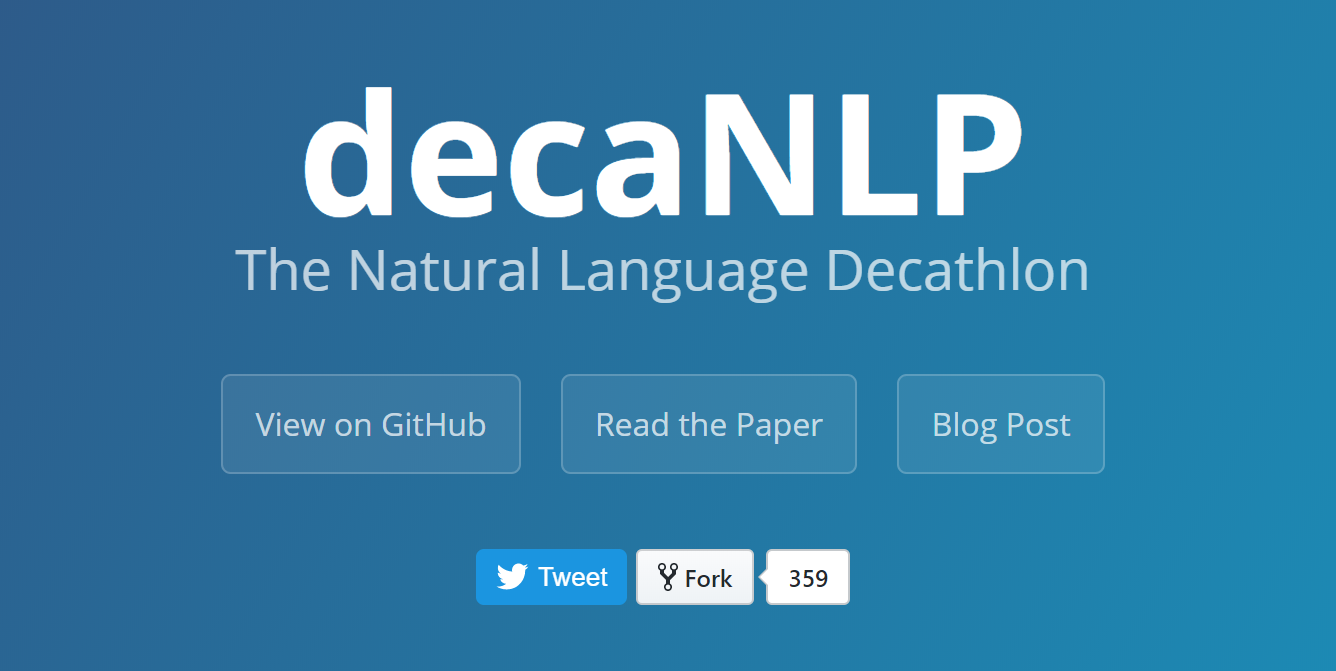 decaNLP
The Natural Language Decathlon
View on GitHub
Read the Paper
Blog Post
Tweet
Fork
359